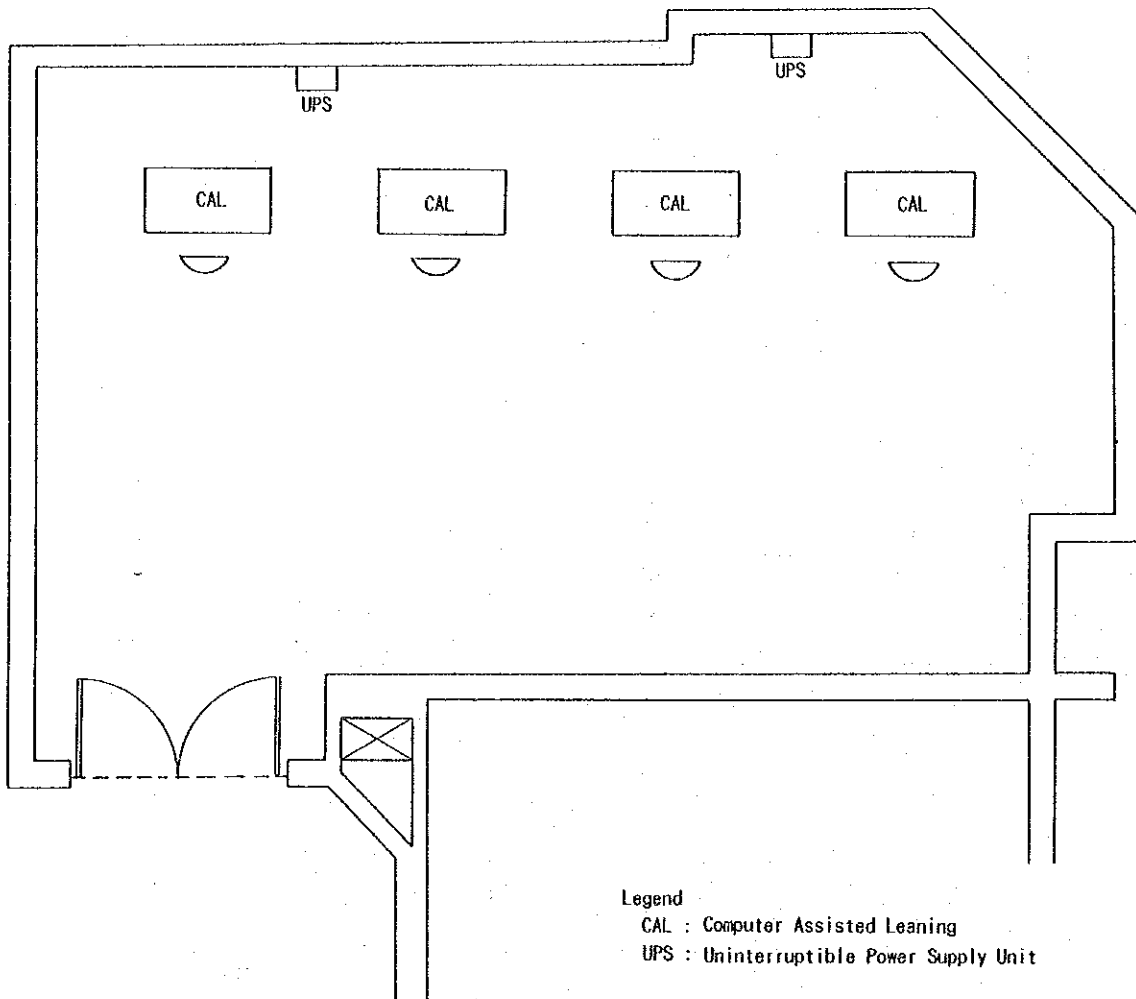 UPS
UPS
CAL
CAL
CAL
CAL
Legend
CAL : Computer Assisted Leaning
UPS : Uninterruptible Power Supply Unit